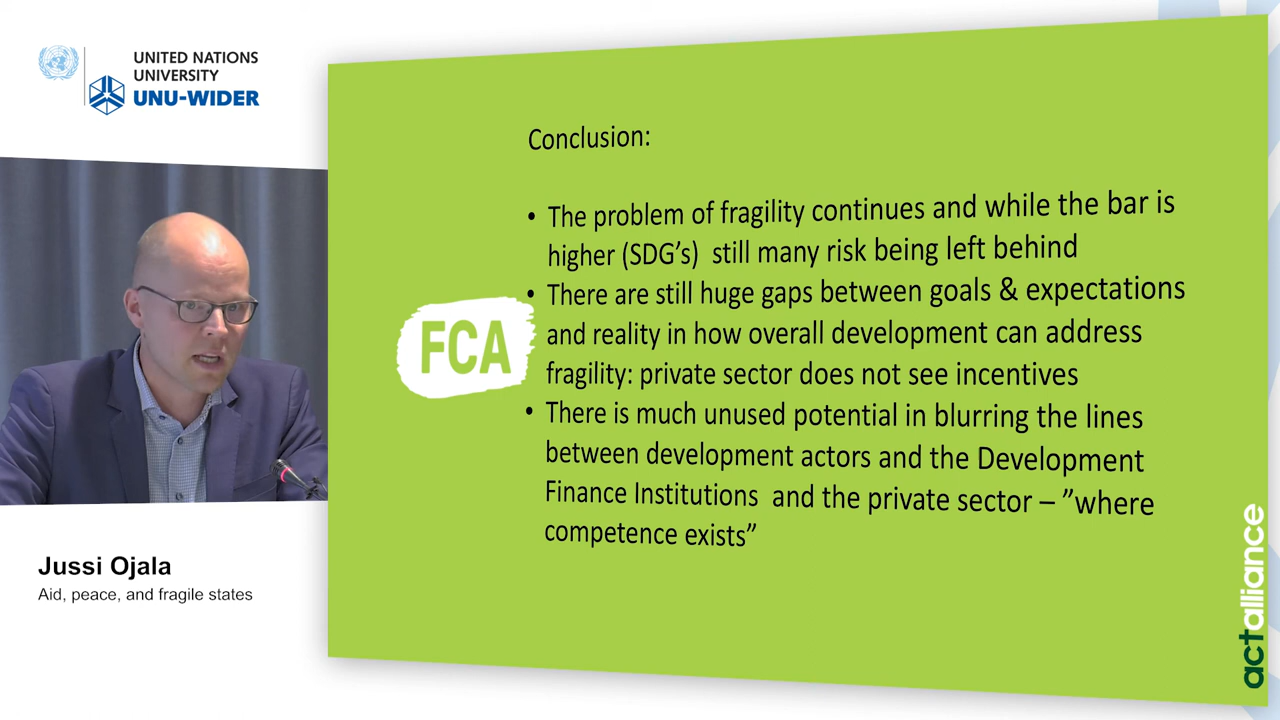 UNITED NATIONS
UNIVERSITY
UNU-WIDER
Conclusion:
• The problem of fragility continues and while the bar is
higher (SDG's) still many risk being left behind
• There are still huge gaps between goals & expectations
and reality in how overall development can address
fragility: private sector does not see incentives
• There is much unused potential in blurring the lines
between development actors and the Development
Finance Institutions and the private sector – ”where
competence exists”
FCA
actalliance
Jussi Ojala
Aid, peace, and fragile states